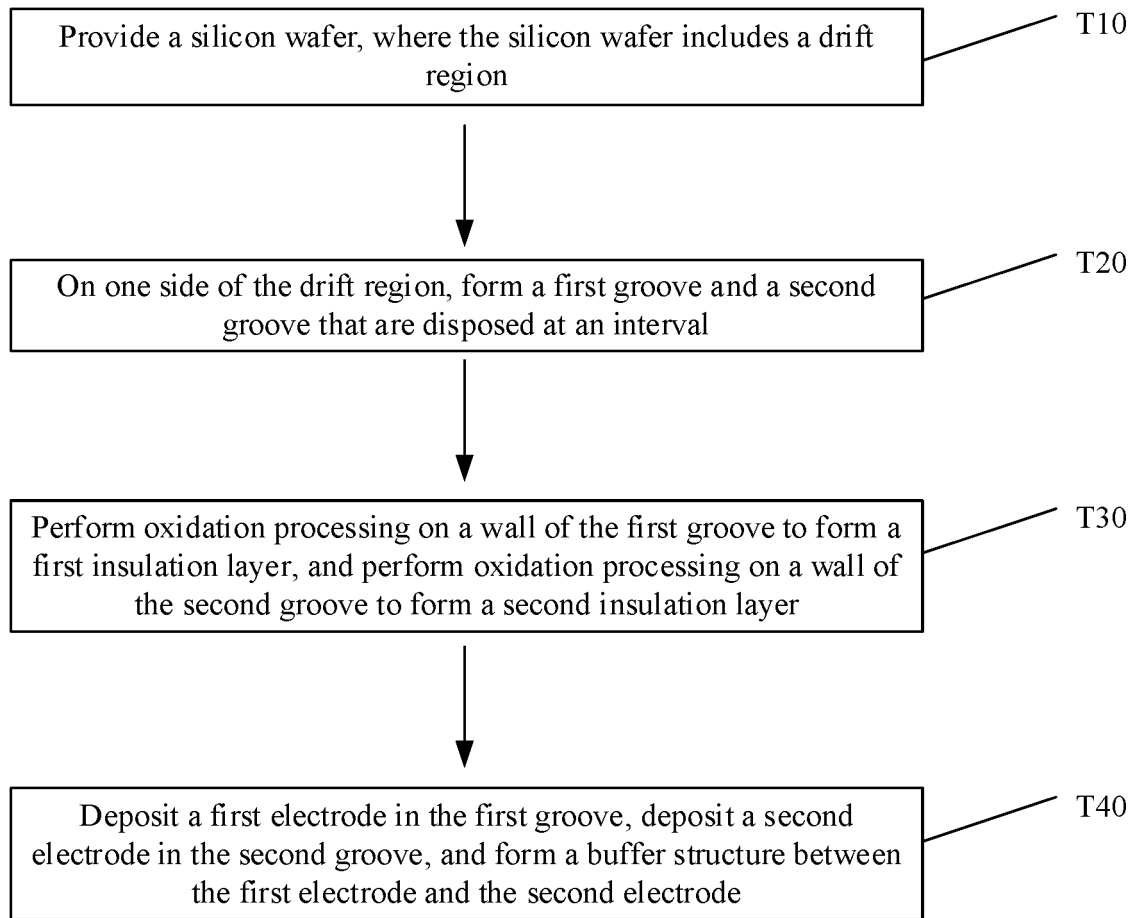 Provide a silicon wafer, where the silicon wafer includes a drift
region
T10
On one side of the drift region, form a first groove and a second
groove that are disposed at an interval
T20
Perform oxidation processing on a wall of the first groove to form a
first insulation layer, and perform oxidation processing on a wall of
the second groove to form a second insulation layer
T30
Deposit a first electrode in the first groove, deposit a second
electrode in the second groove, and form a buffer structure between
the first electrode and the second electrode
T40